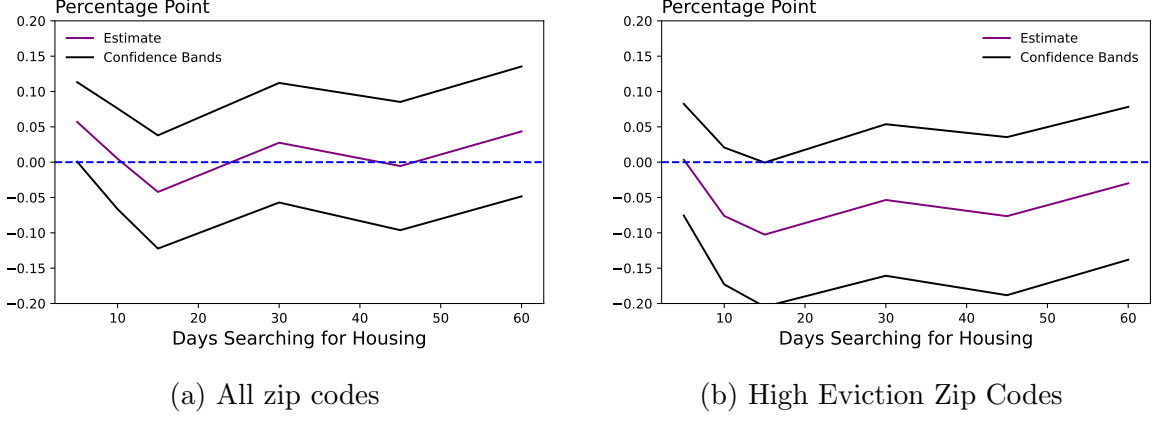 Percentage Point
0.20
0.15
0.10
0.05
0.00
−0.05
−0.10
−0.15
−0.20
Estimate
Confidence Bands
10 20 30 40 50 60
Days Searching for Housing
(a) All zip codes
Percentage Point
0.20
0.15
0.10
0.05
0.00
−0.05
−0.10
−0.15
−0.20
Estimate
Confidence Bands
10 20 30 40 50 60
Days Searching for Housing
(b) High Eviction Zip Codes